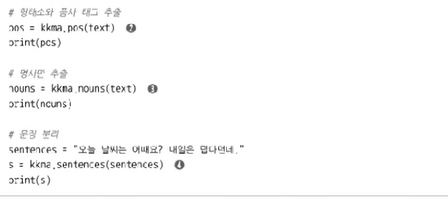 # 형태소와 품사 태그 추출
pos = kkma.pos(text) ❷
print(pos)
# 명사만 추출
nouns = kkma.nouns(text) ❸
print(nouns)
# 문장 분리
sentences = "오늘 날씨는 어때요? 내일은 덥다던데."
s = kkma.sentences(sentences) ❹
print(s)